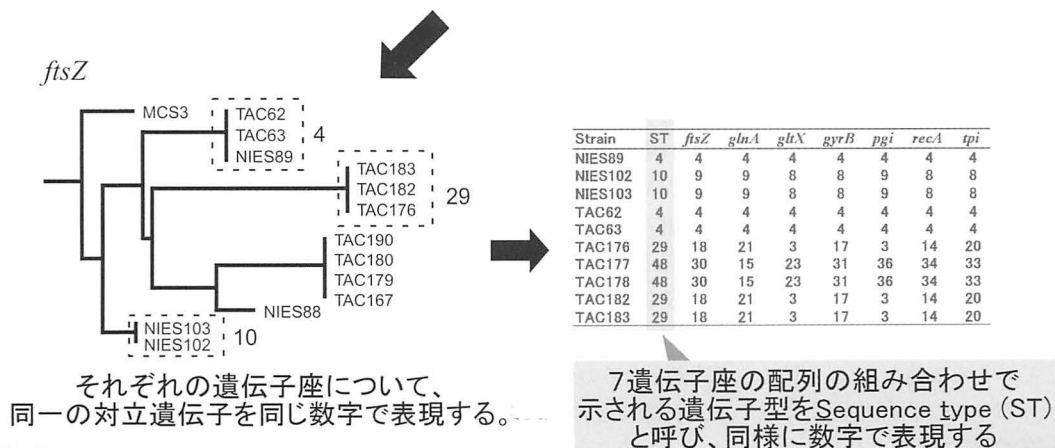 ftsZ
MCS3
TAC62
TAC63
NIES89
4
TAC183
TAC182
TAC176
29
TAC190
TAC180
TAC179
TAC167
NIES88
NIES103
NIES102
10
それぞれの遺伝子座について、
同一の対立遺伝子を同じ数字で表現する。
Strain ST ftsZ glnA gltX gyrB pgi recA tpi
NIES89 4 4 4 4 4 4 4 4
NIES102 10 9 9 8 8 9 8 8
NIES103 10 9 9 8 8 9 8 8
TAC62 4 4 4 4 4 4 4 4
TAC63 4 4 4 4 4 4 4 4
TAC176 29 18 21 3 17 3 14 20
TAC177 48 30 15 23 31 36 34 33
TAC178 48 30 15 23 31 36 34 33
TAC182 29 18 21 3 17 3 14 20
TAC183 29 18 21 3 17 3 14 20
7遺伝子座の配列の組み合わせで
示される遺伝子型をSequence type (ST)
と呼び、同様に数字で表現する